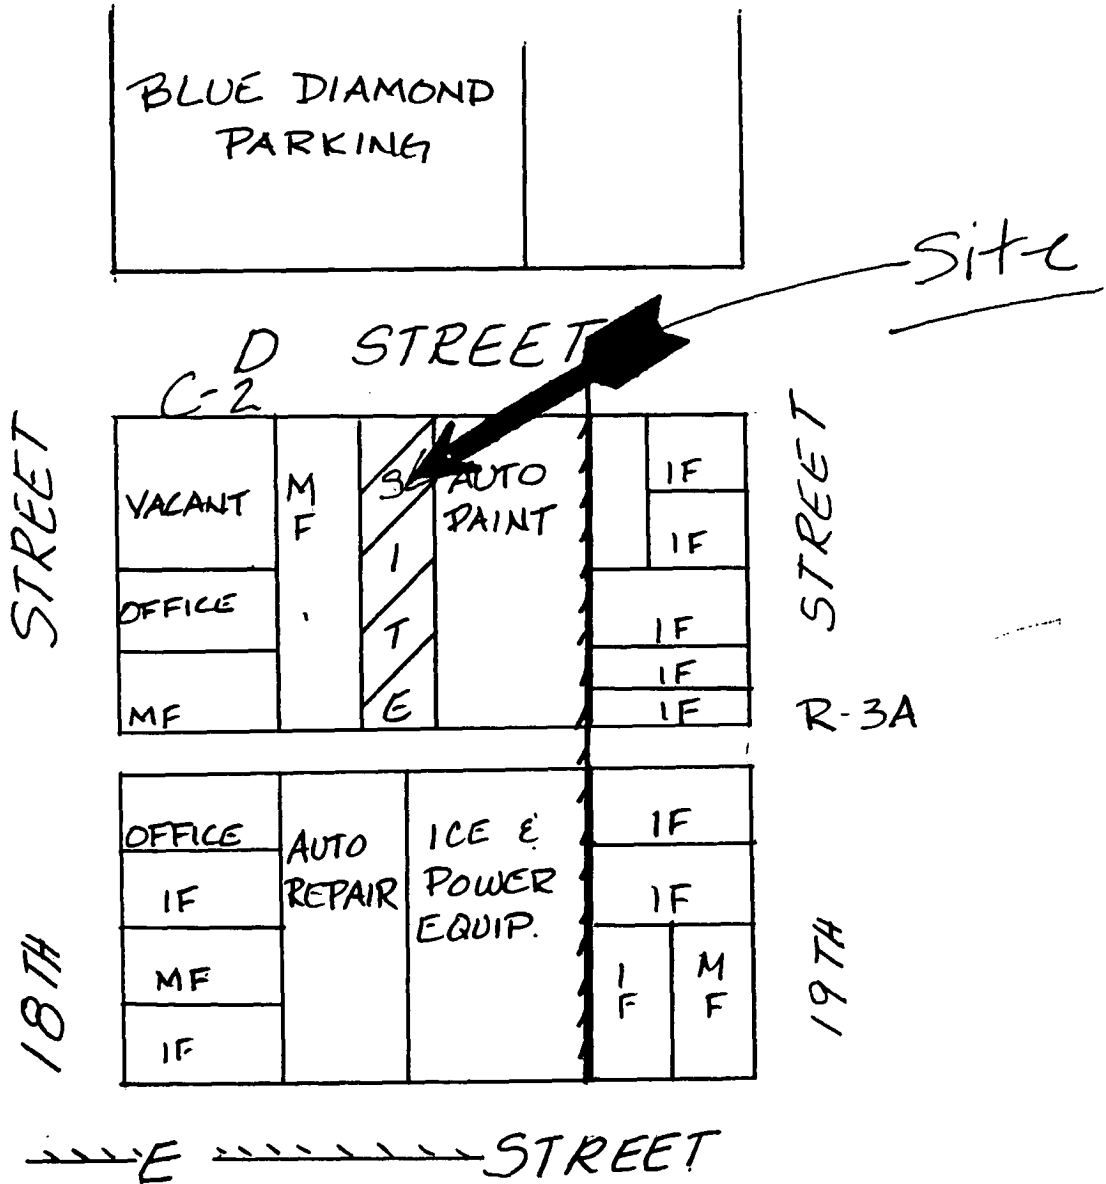 BLUE DIAMOND
PARKING
Site
D STREET
C-2
STREET
STREET
VACANT
M
F
S
I
T
E
AUTO
PAINT
1F
1F
OFFICE
1F
1F
MF
1F
R-3A
OFFICE
AUTO
REPAIR
ICE &
POWER
EQUIP.
1F
1F
1F
MF
1F
1
F
M
F
18TH
19TH
E STREET